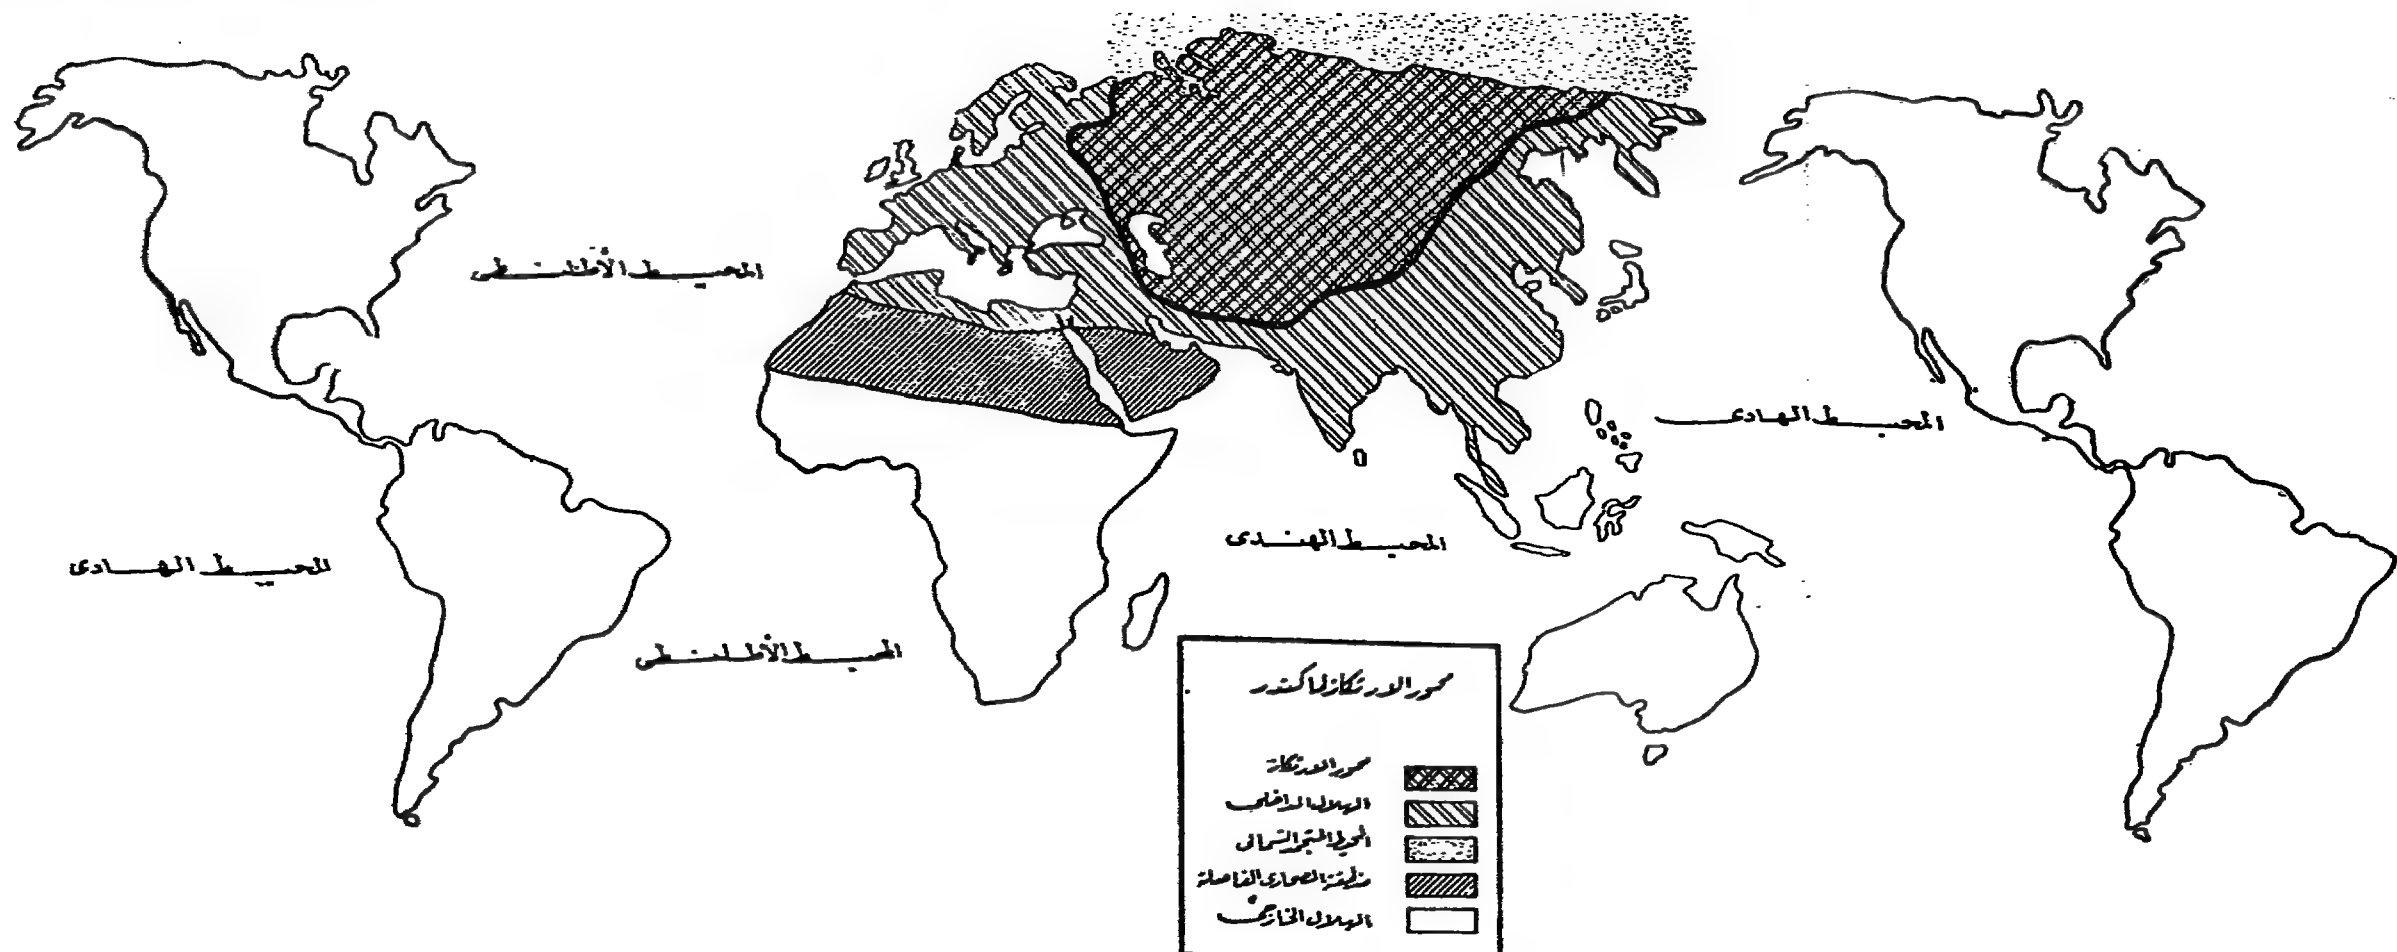 المحيط الأطلنطى
المحيط الهادى
المحيط الهندى
المحيط الهادى
المحيط الأطلنطى
محور الارتكاز لماكندر
محور الارتكاز
الهلال الداخلى
المحيط المتجمد الشمالى
منطقة الصحارى الفاصلة
الهلال الخارجى